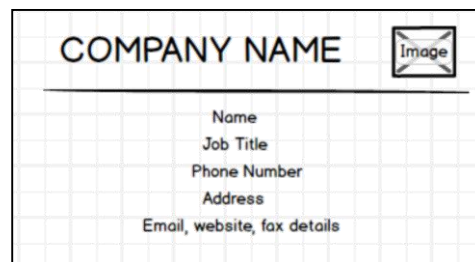 COMPANY NAME
Image
Name
Job Title
Phone Number
Address
Email, website, fax details